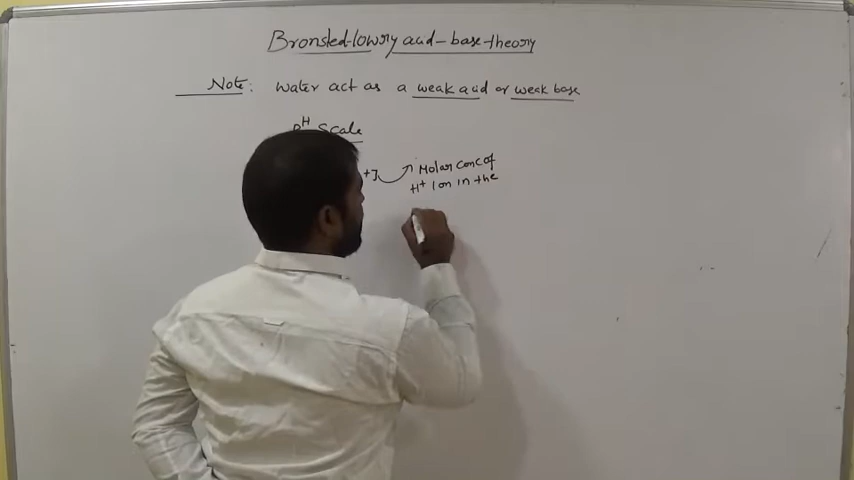 Bronsted-lowry acid-base-theory
Note: Water act as a weak acid or weak base
PH Scale
+] Molar conc of
H+ Ion in the